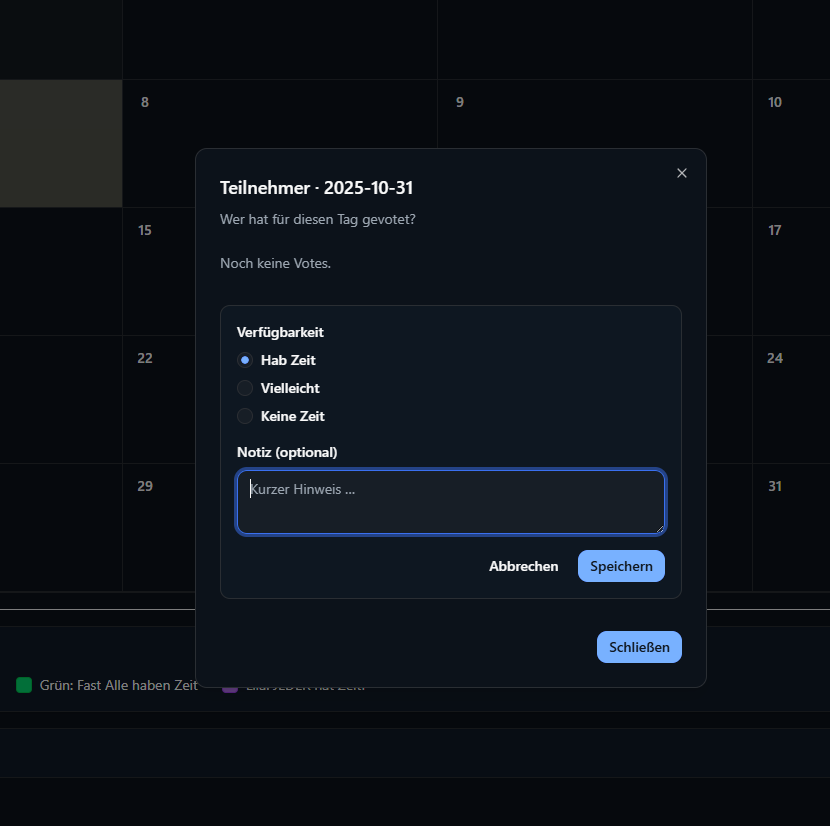 8
9
10
Teilnehmer · 2025-10-31
Wer hat für diesen Tag gevotet?
15
17
Noch keine Votes.
Verfügbarkeit
22
Hab Zeit
24
Vielleicht
Keine Zeit
Notiz (optional)
29
Kurzer Hinweis ...
31
Abbrechen
Speichern
Schließen
Grün: Fast Alle haben Zeit